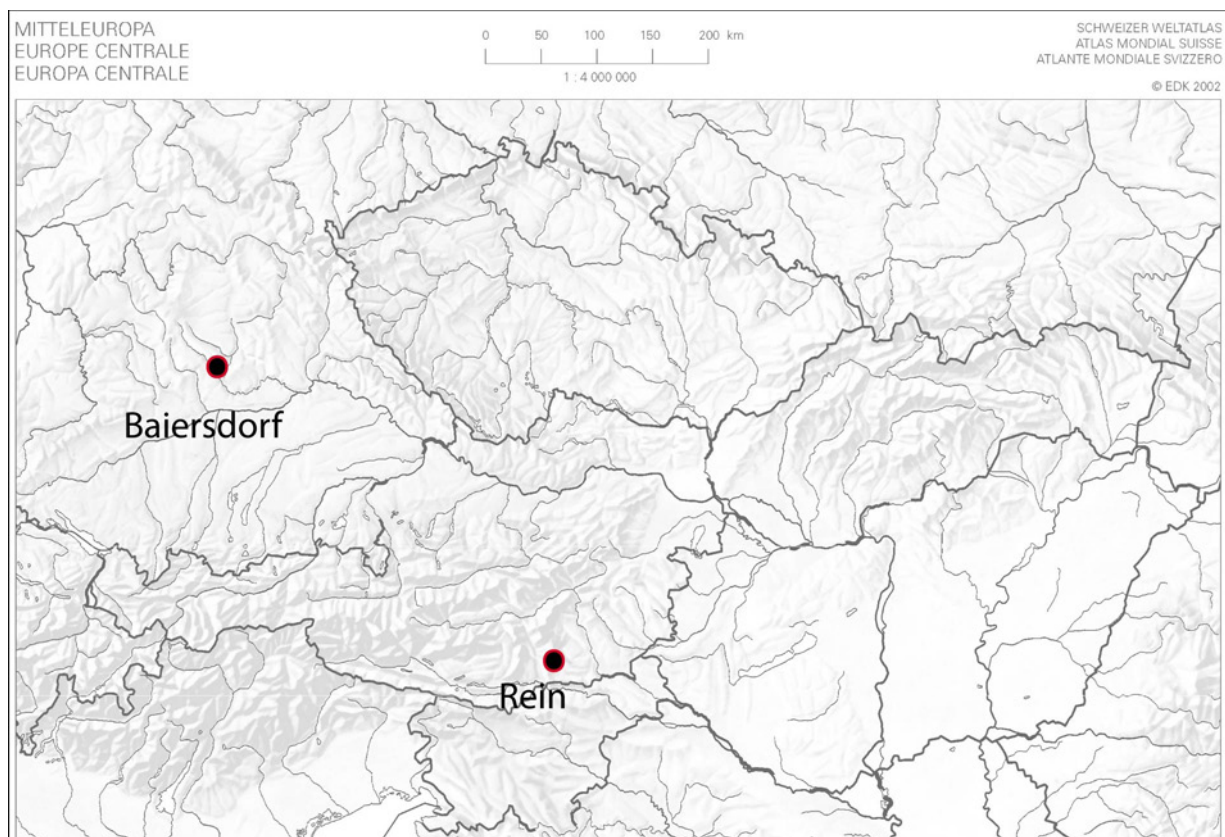 MITTELEUROPA
EUROPE CENTRALE
EUROPA CENTRALE
0 50 100 150 200 km
1 : 4 000 000
SCHWEIZER WELTATLAS
ATLAS MONDIAL SUISSE
ATLANTE MONDIALE SVIZZERO
© EDK 2002
Baiersdorf
Rein